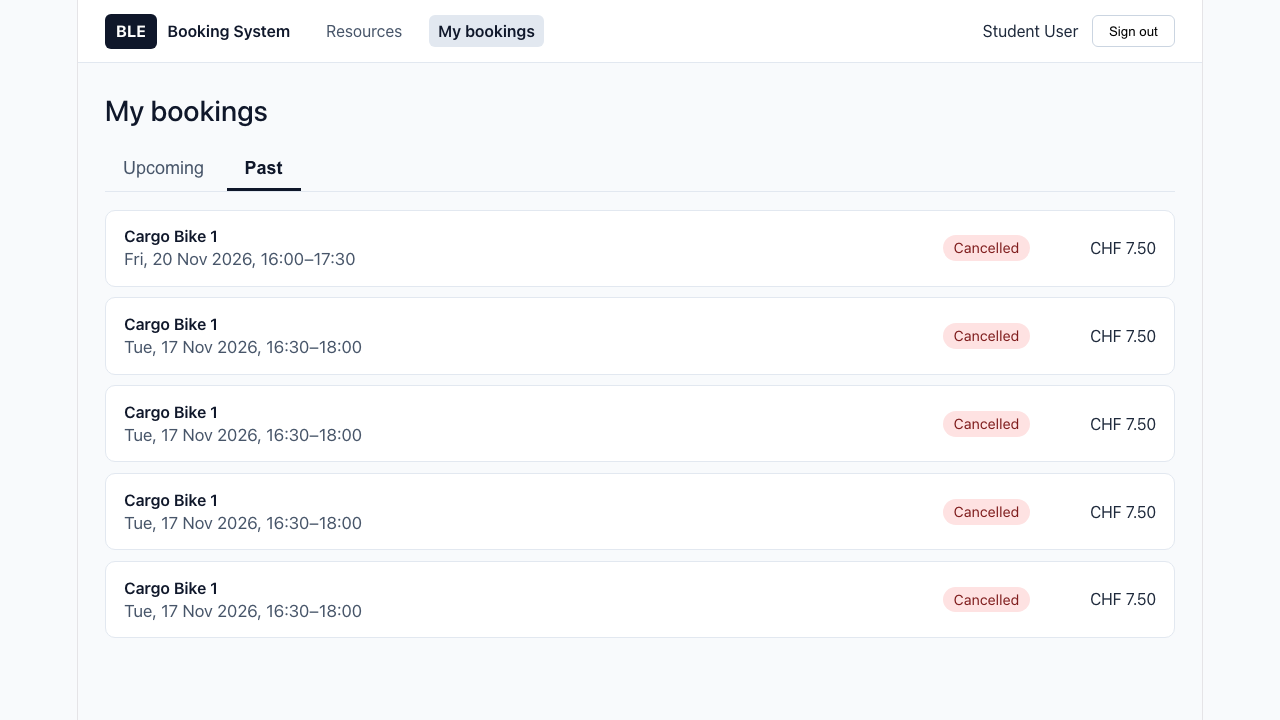 BLE Booking System Resources My bookings Student User Sign out
My bookings
Upcoming Past
Cargo Bike 1
Fri, 20 Nov 2026, 16:00–17:30
Cancelled CHF 7.50
Cargo Bike 1
Tue, 17 Nov 2026, 16:30–18:00
Cancelled CHF 7.50
Cargo Bike 1
Tue, 17 Nov 2026, 16:30–18:00
Cancelled CHF 7.50
Cargo Bike 1
Tue, 17 Nov 2026, 16:30–18:00
Cancelled CHF 7.50
Cargo Bike 1
Tue, 17 Nov 2026, 16:30–18:00
Cancelled CHF 7.50